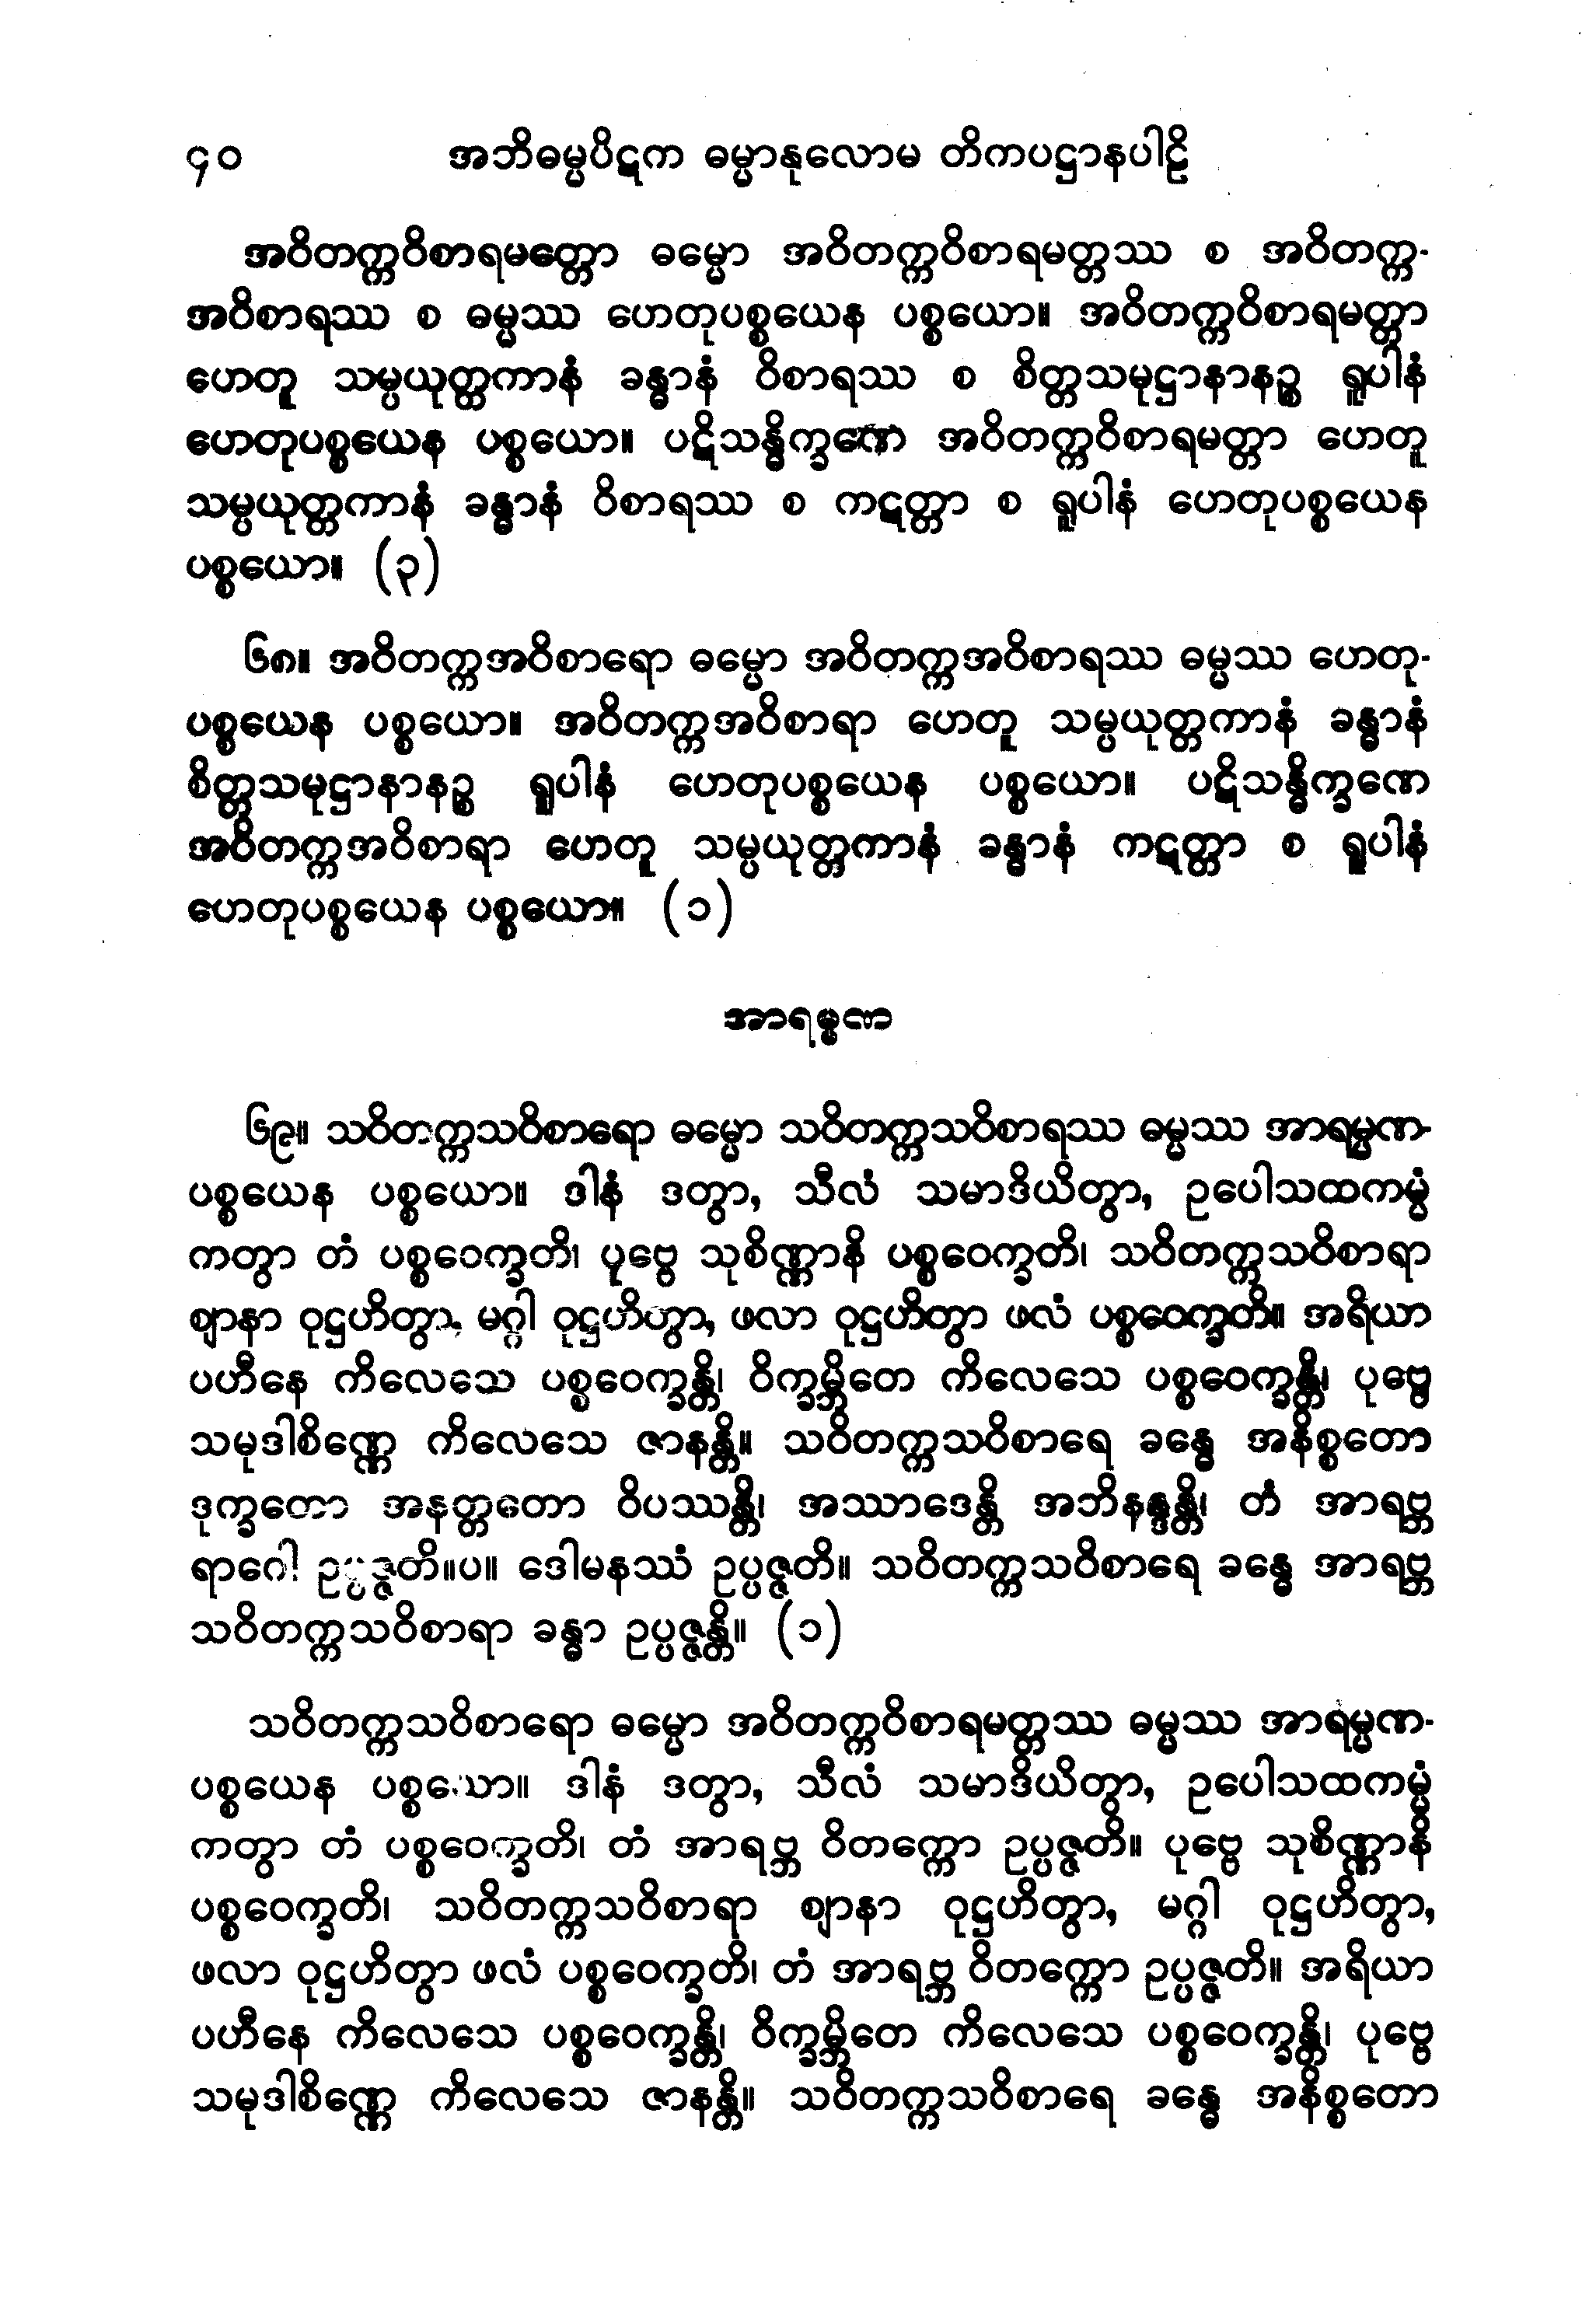 ၄၀ အဘိဓမ္မပိဋက ဓမ္မာနုလောမ တိကပဋ္ဌာနပါဠိ
အဝိတက္ကဝိစာရမတ္တော ဓမ္မော အဝိတက္ကဝိစာရမတ္တဿ စ အဝိတက္က-
အဝိစာရဿ စ ဓမ္မဿ ဟေတုပစ္စယေန ပစ္စယော။ အဝိတက္ကဝိစာရမတ္တာ
ဟေတူ သမ္ပယုတ္တကာနံ ခန္ဓာနံ ဝိစာရဿ စ စိတ္တသမုဋ္ဌာနာနဉ္စ ရူပါနံ
ဟေတုပစ္စယေန ပစ္စယော။ ပဋိသန္ဓိက္ခဏေ အဝိတက္ကဝိစာရမတ္တာ ဟေတူ
သမ္ပယုတ္တကာနံ ခန္ဓာနံ ဝိစာရဿ စ ကဋတ္တာ စ ရူပါနံ ဟေတုပစ္စယေန
ပစ္စယော။ (၃)
၆၈။ အဝိတက္ကအဝိစာရော ဓမ္မော အဝိတက္ကအဝိစာရဿ ဓမ္မဿ ဟေတု-
ပစ္စယေန ပစ္စယော။ အဝိတက္ကအဝိစာရာ ဟေတူ သမ္ပယုတ္တကာနံ ခန္ဓာနံ
စိတ္တသမုဋ္ဌာနာနဉ္စ ရူပါနံ ဟေတုပစ္စယေန ပစ္စယော။ ပဋိသန္ဓိက္ခဏေ
အဝိတက္ကအဝိစာရာ ဟေတူ သမ္ပယုတ္တကာနံ ခန္ဓာနံ ကဋတ္တာ စ ရူပါနံ
ဟေတုပစ္စယေန ပစ္စယော။ (၁)
အာရမ္မဏ
၆၉။ သဝိတက္ကသဝိစာရော ဓမ္မော သဝိတက္ကသဝိစာရဿ ဓမ္မဿ အာရမ္မဏ-
ပစ္စယေန ပစ္စယော။ ဒါနံ ဒတွာ, သီလံ သမာဒိယိတွာ, ဥပေါသထကမ္မံ
ကတွာ တံ ပစ္စဝေက္ခတိ၊ ပုဗ္ဗေ သုစိဏ္ဏာနိ ပစ္စဝေက္ခတိ၊ သဝိတက္ကသဝိစာရာ
ဈာနာ ဝုဋ္ဌဟိတွာ, မဂ္ဂါ ဝုဋ္ဌဟိတွာ, ဖလာ ဝုဋ္ဌဟိတွာ ဖလံ ပစ္စဝေက္ခတိ။ အရိယာ
ပဟီနေ ကိလေသေ ပစ္စဝေက္ခန္တိ၊ ဝိက္ခမ္ဘိတေ ကိလေသေ ပစ္စဝေက္ခန္တိ၊ ပုဗ္ဗေ
သမုဒါစိဏ္ဏေ ကိလေသေ ဇာနန္တိ။ သဝိတက္ကသဝိစာရေ ခန္ဓေ အနိစ္စတော
ဒုက္ခတော အနတ္တတော ဝိပဿန္တိ၊ အဿာဒေန္တိ အဘိနန္ဒန္တိ၊ တံ အာရဗ္ဘ
ရာဂေါ ဥပ္ပဇ္ဇတိ။ပ။ ဒေါမနဿံ ဥပ္ပဇ္ဇတိ။ သဝိတက္ကသဝိစာရေ ခန္ဓေ အာရဗ္ဘ
သဝိတက္ကသဝိစာရာ ခန္ဓာ ဥပ္ပဇ္ဇန္တိ။ (၁)
သဝိတက္ကသဝိစာရော ဓမ္မော အဝိတက္ကဝိစာရမတ္တဿ ဓမ္မဿ အာရမ္မဏ-
ပစ္စယေန ပစ္စယော။ ဒါနံ ဒတွာ, သီလံ သမာဒိယိတွာ, ဥပေါသထကမ္မံ
ကတွာ တံ ပစ္စဝေက္ခတိ၊ တံ အာရဗ္ဘ ဝိတက္ကော ဥပ္ပဇ္ဇတိ။ ပုဗ္ဗေ သုစိဏ္ဏာနိ
ပစ္စဝေက္ခတိ၊ သဝိတက္ကသဝိစာရာ ဈာနာ ဝုဋ္ဌဟိတွာ, မဂ္ဂါ ဝုဋ္ဌဟိတွာ,
ဖလာ ဝုဋ္ဌဟိတွာ ဖလံ ပစ္စဝေက္ခတိ၊ တံ အာရဗ္ဘ ဝိတက္ကော ဥပ္ပဇ္ဇတိ။ အရိယာ
ပဟီနေ ကိလေသေ ပစ္စဝေက္ခန္တိ၊ ဝိက္ခမ္ဘိတေ ကိလေသေ ပစ္စဝေက္ခန္တိ၊ ပုဗ္ဗေ
သမုဒါစိဏ္ဏေ ကိလေသေ ဇာနန္တိ။ သဝိတက္ကသဝိစာရေ ခန္ဓေ အနိစ္စတော